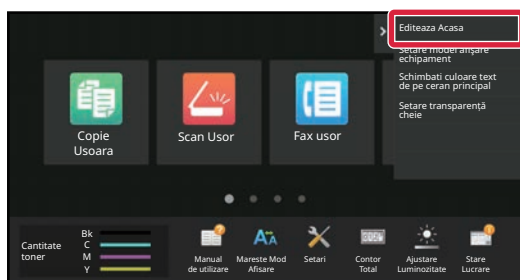 Editeaza Acasa
Setare model afișare
echipament
Schimbati culoare text
de pe ceran principal
Setare transparență
cheie
Copie
Usoara
Scan Usor
Fax usor
Cantitate
toner
Bk
C
M
Y
Manual
de utilizare
Mareste Mod
Afisare
Setari
Contor
Total
Ajustare
Luminozitate
Stare
Lucrare